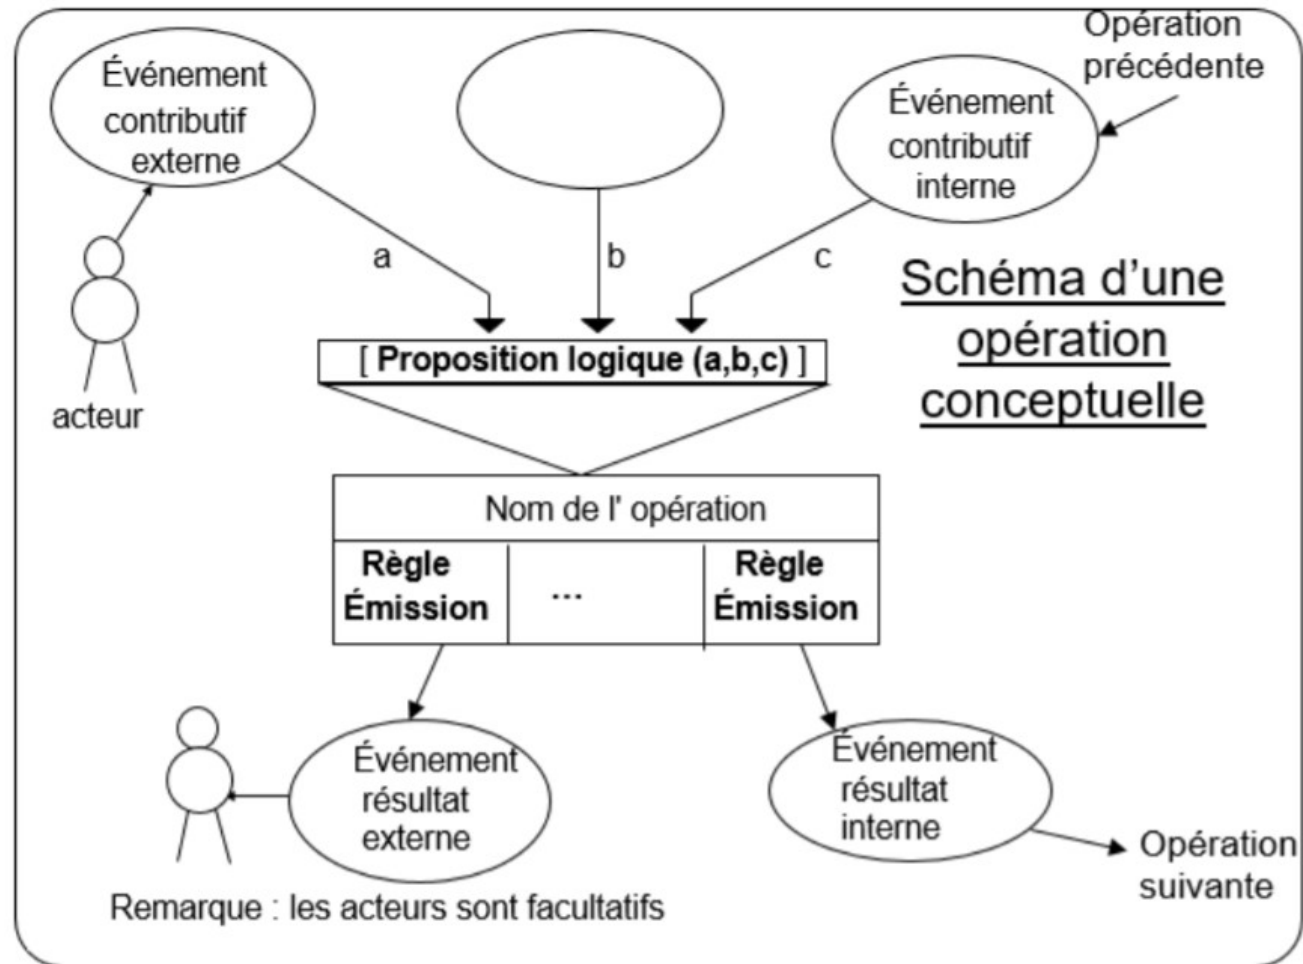 Opération
précédente
Événement
contributif
externe
Événement
contributif
interne
a
b
c
Schéma d’une
opération
conceptuelle
[ Proposition logique (a,b,c) ]
acteur
Nom de l' opération
Règle
Émission
...
Règle
Émission
Événement
résultat
externe
Événement
résultat
interne
Opération
suivante
Remarque : les acteurs sont facultatifs